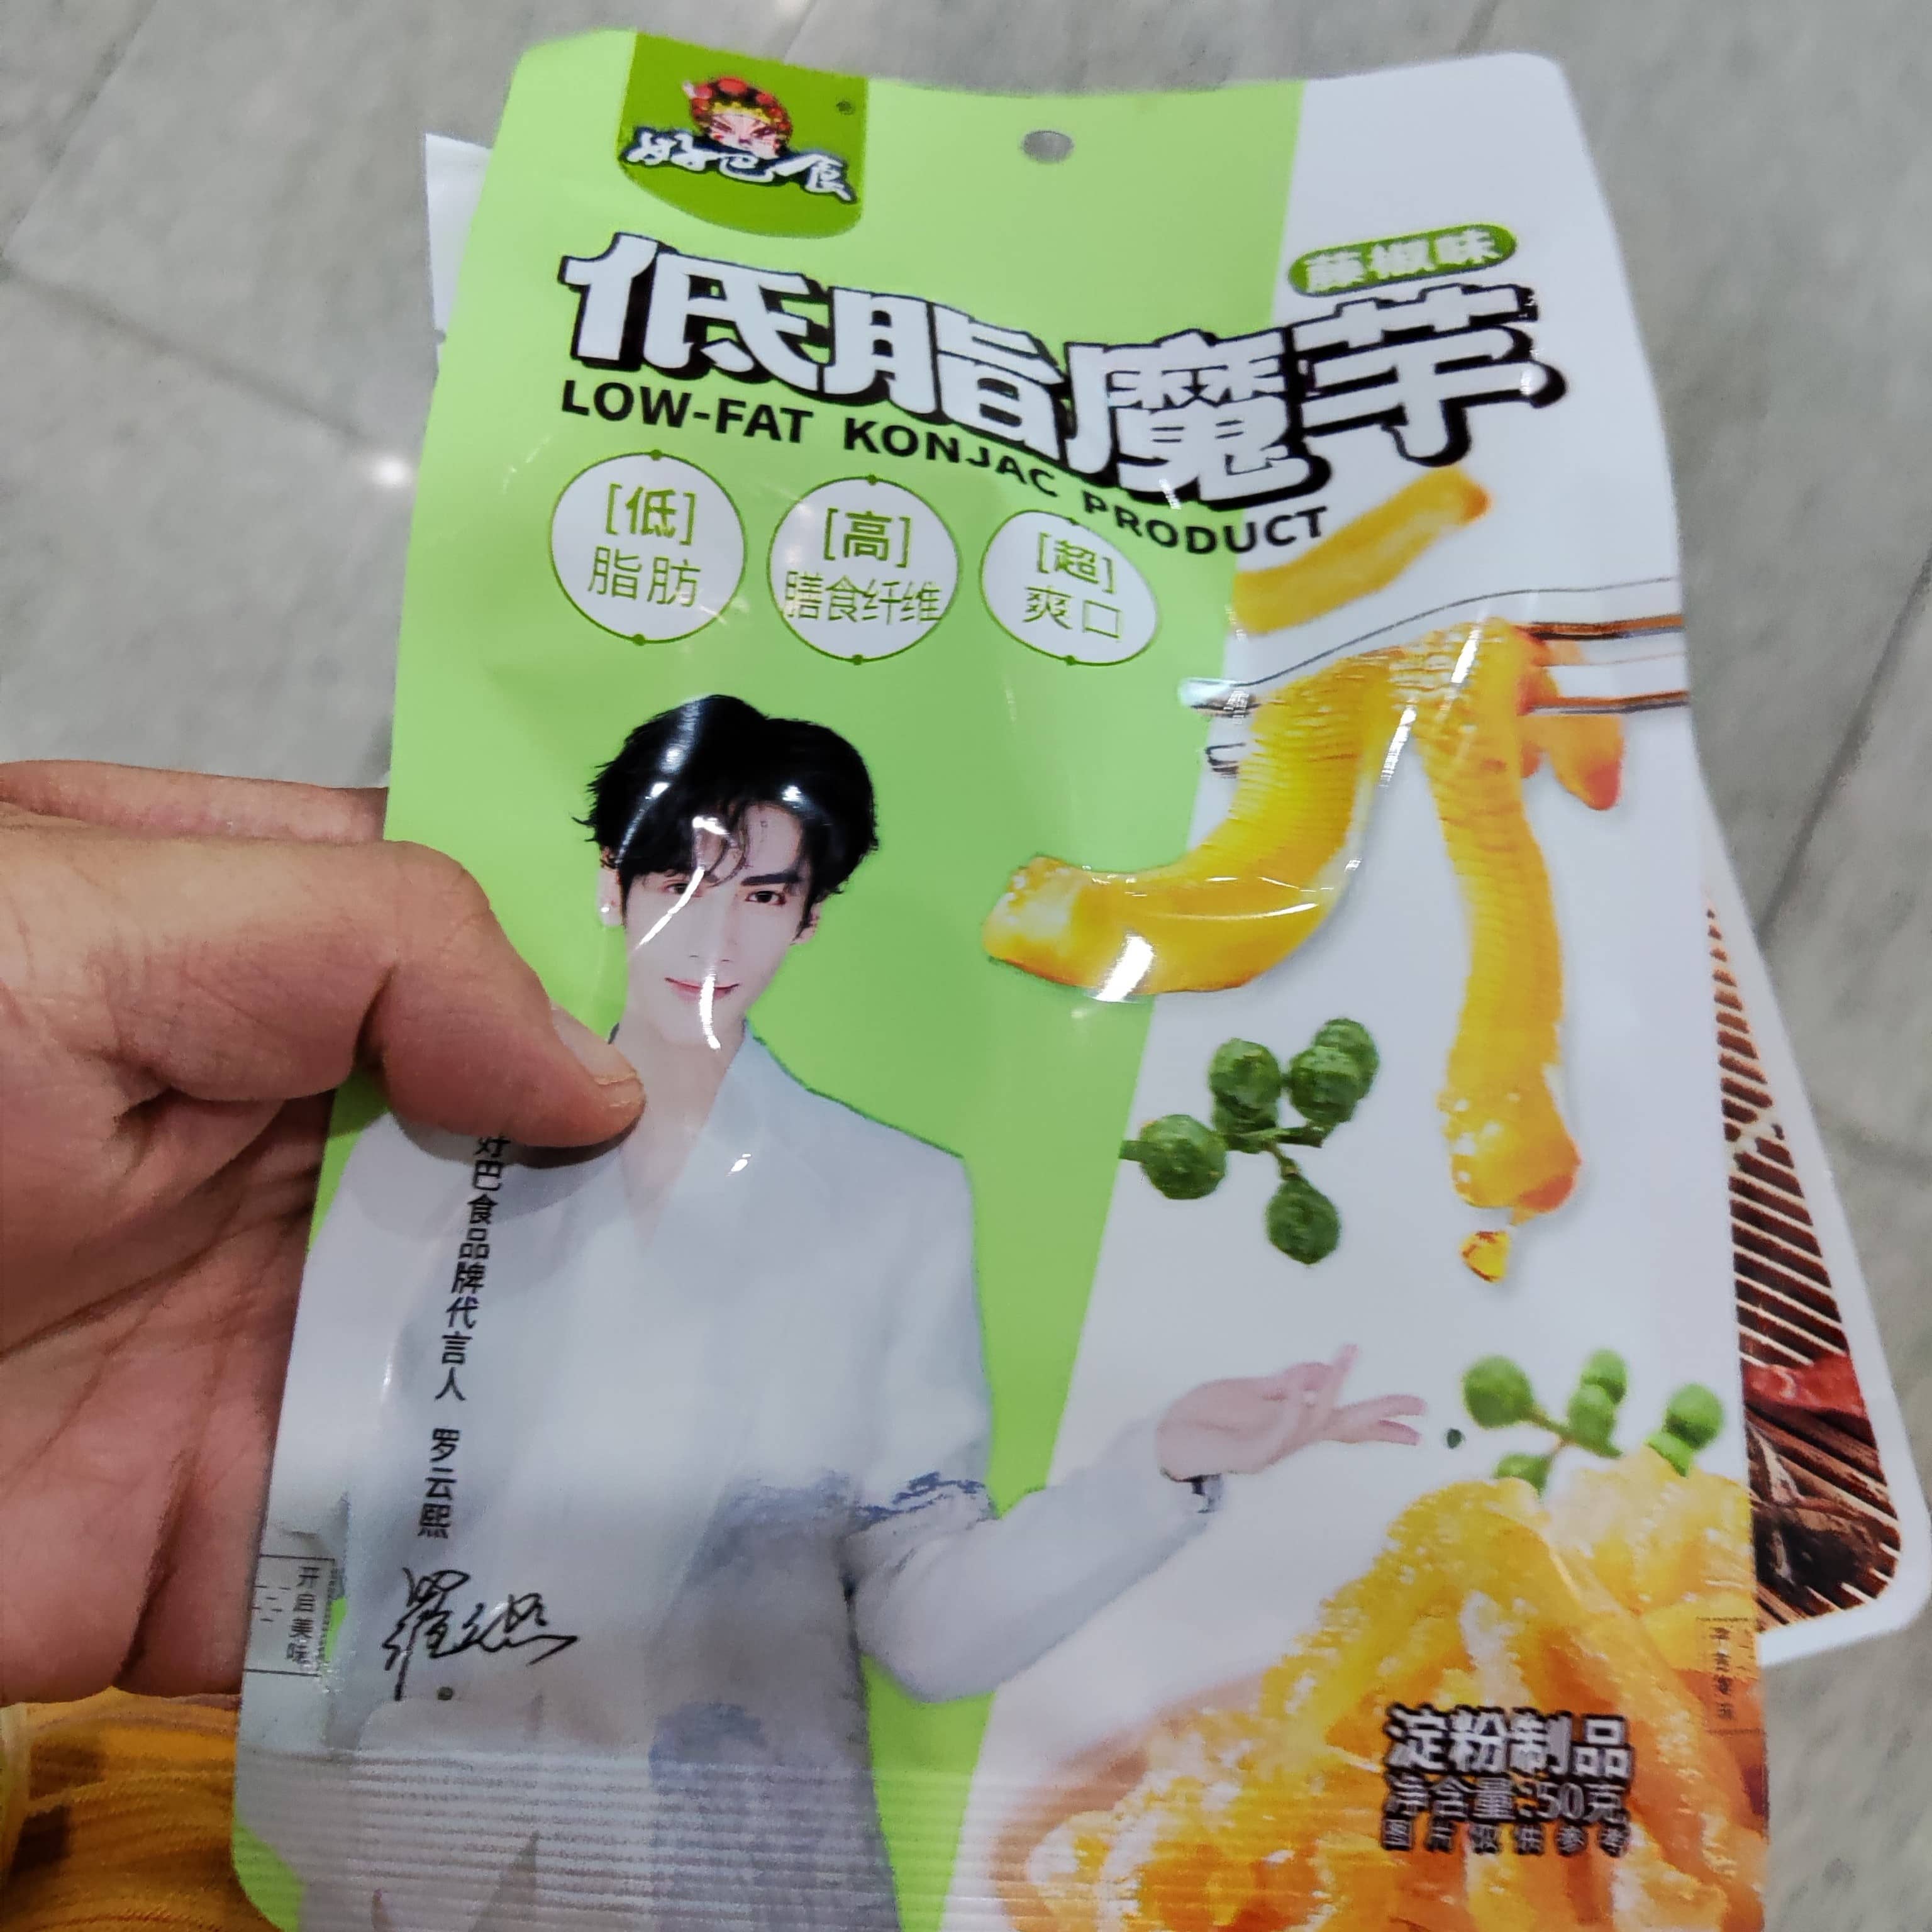 好巴食
藤椒味
低脂魔芋
LOW-FAT KONJAC PRODUCT
[低]
脂肪
[高]
膳食纤维
[超]
爽口
好巴食品牌代言人 罗云熙
开启美味
淀粉制品
净含量:50克
图片仅供参考